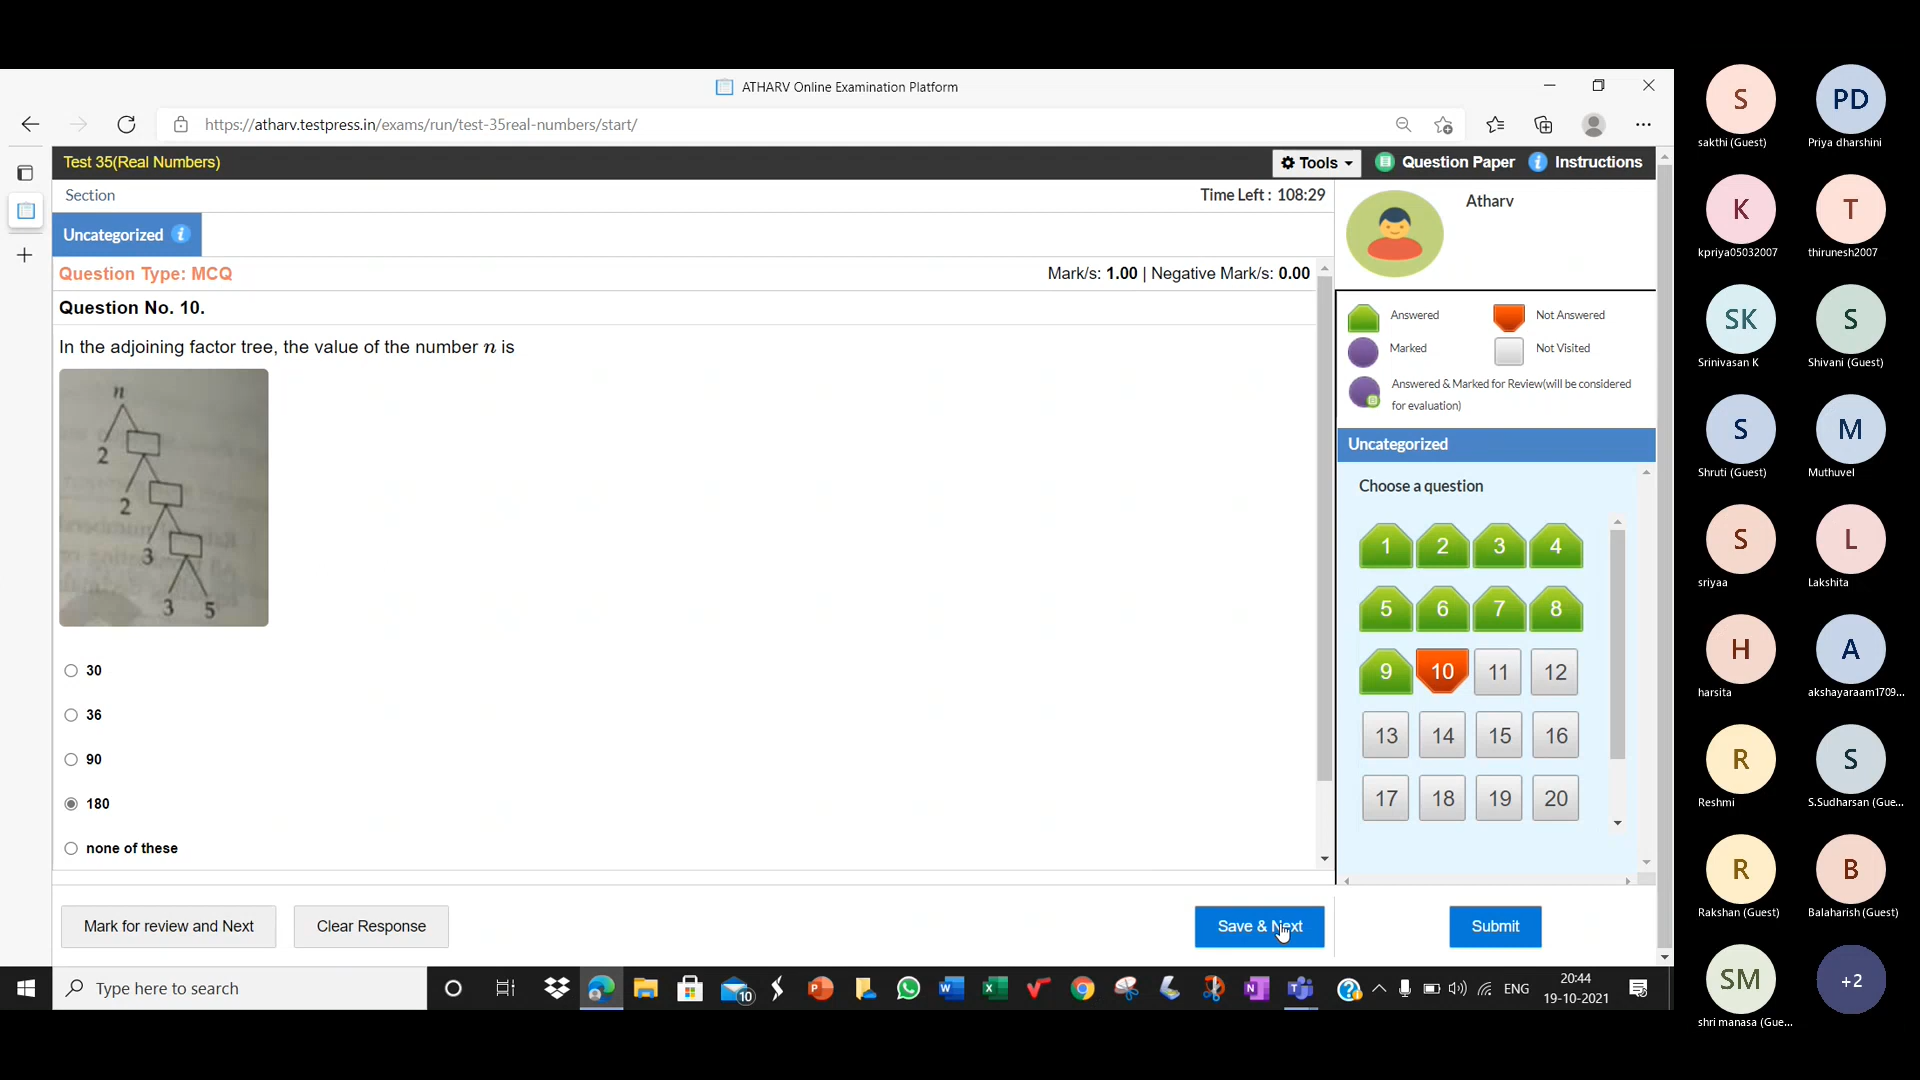 ATHARV Online Examination Platform
https://atharv.testpress.in/exams/run/test-35real-numbers/start/
Test 35(Real Numbers)
Tools
Question Paper
Instructions
Section
Time Left : 108:29
Uncategorized
Question Type: MCQ
Mark/s: 1.00 | Negative Mark/s: 0.00
Question No. 10.
In the adjoining factor tree, the value of the number n is
n
2
2
3
3 5
30
36
90
180
none of these
Mark for review and Next
Clear Response
Save & Next
Submit
Atharv
Answered
Not Answered
Marked
Not Visited
Answered & Marked for Review(will be considered
for evaluation)
Uncategorized
Choose a question
1 2 3 4
5 6 7 8
9 10 11 12
13 14 15 16
17 18 19 20
Type here to search
10
ENG
20:44
19-10-2021
S
sakthi (Guest)
PD
Priya dharshini
K
kpriya05032007
T
thirunesh2007
SK
Srinivasan K
S
Shivani (Guest)
S
Shruti (Guest)
M
Muthuvel
S
sriyaa
L
Lakshita
H
harsita
A
akshayaraam1709...
R
Reshmi
S
S.Sudharsan (Gue...
R
Rakshan (Guest)
B
Balaharish (Guest)
SM
shri manasa (Gue...
+2